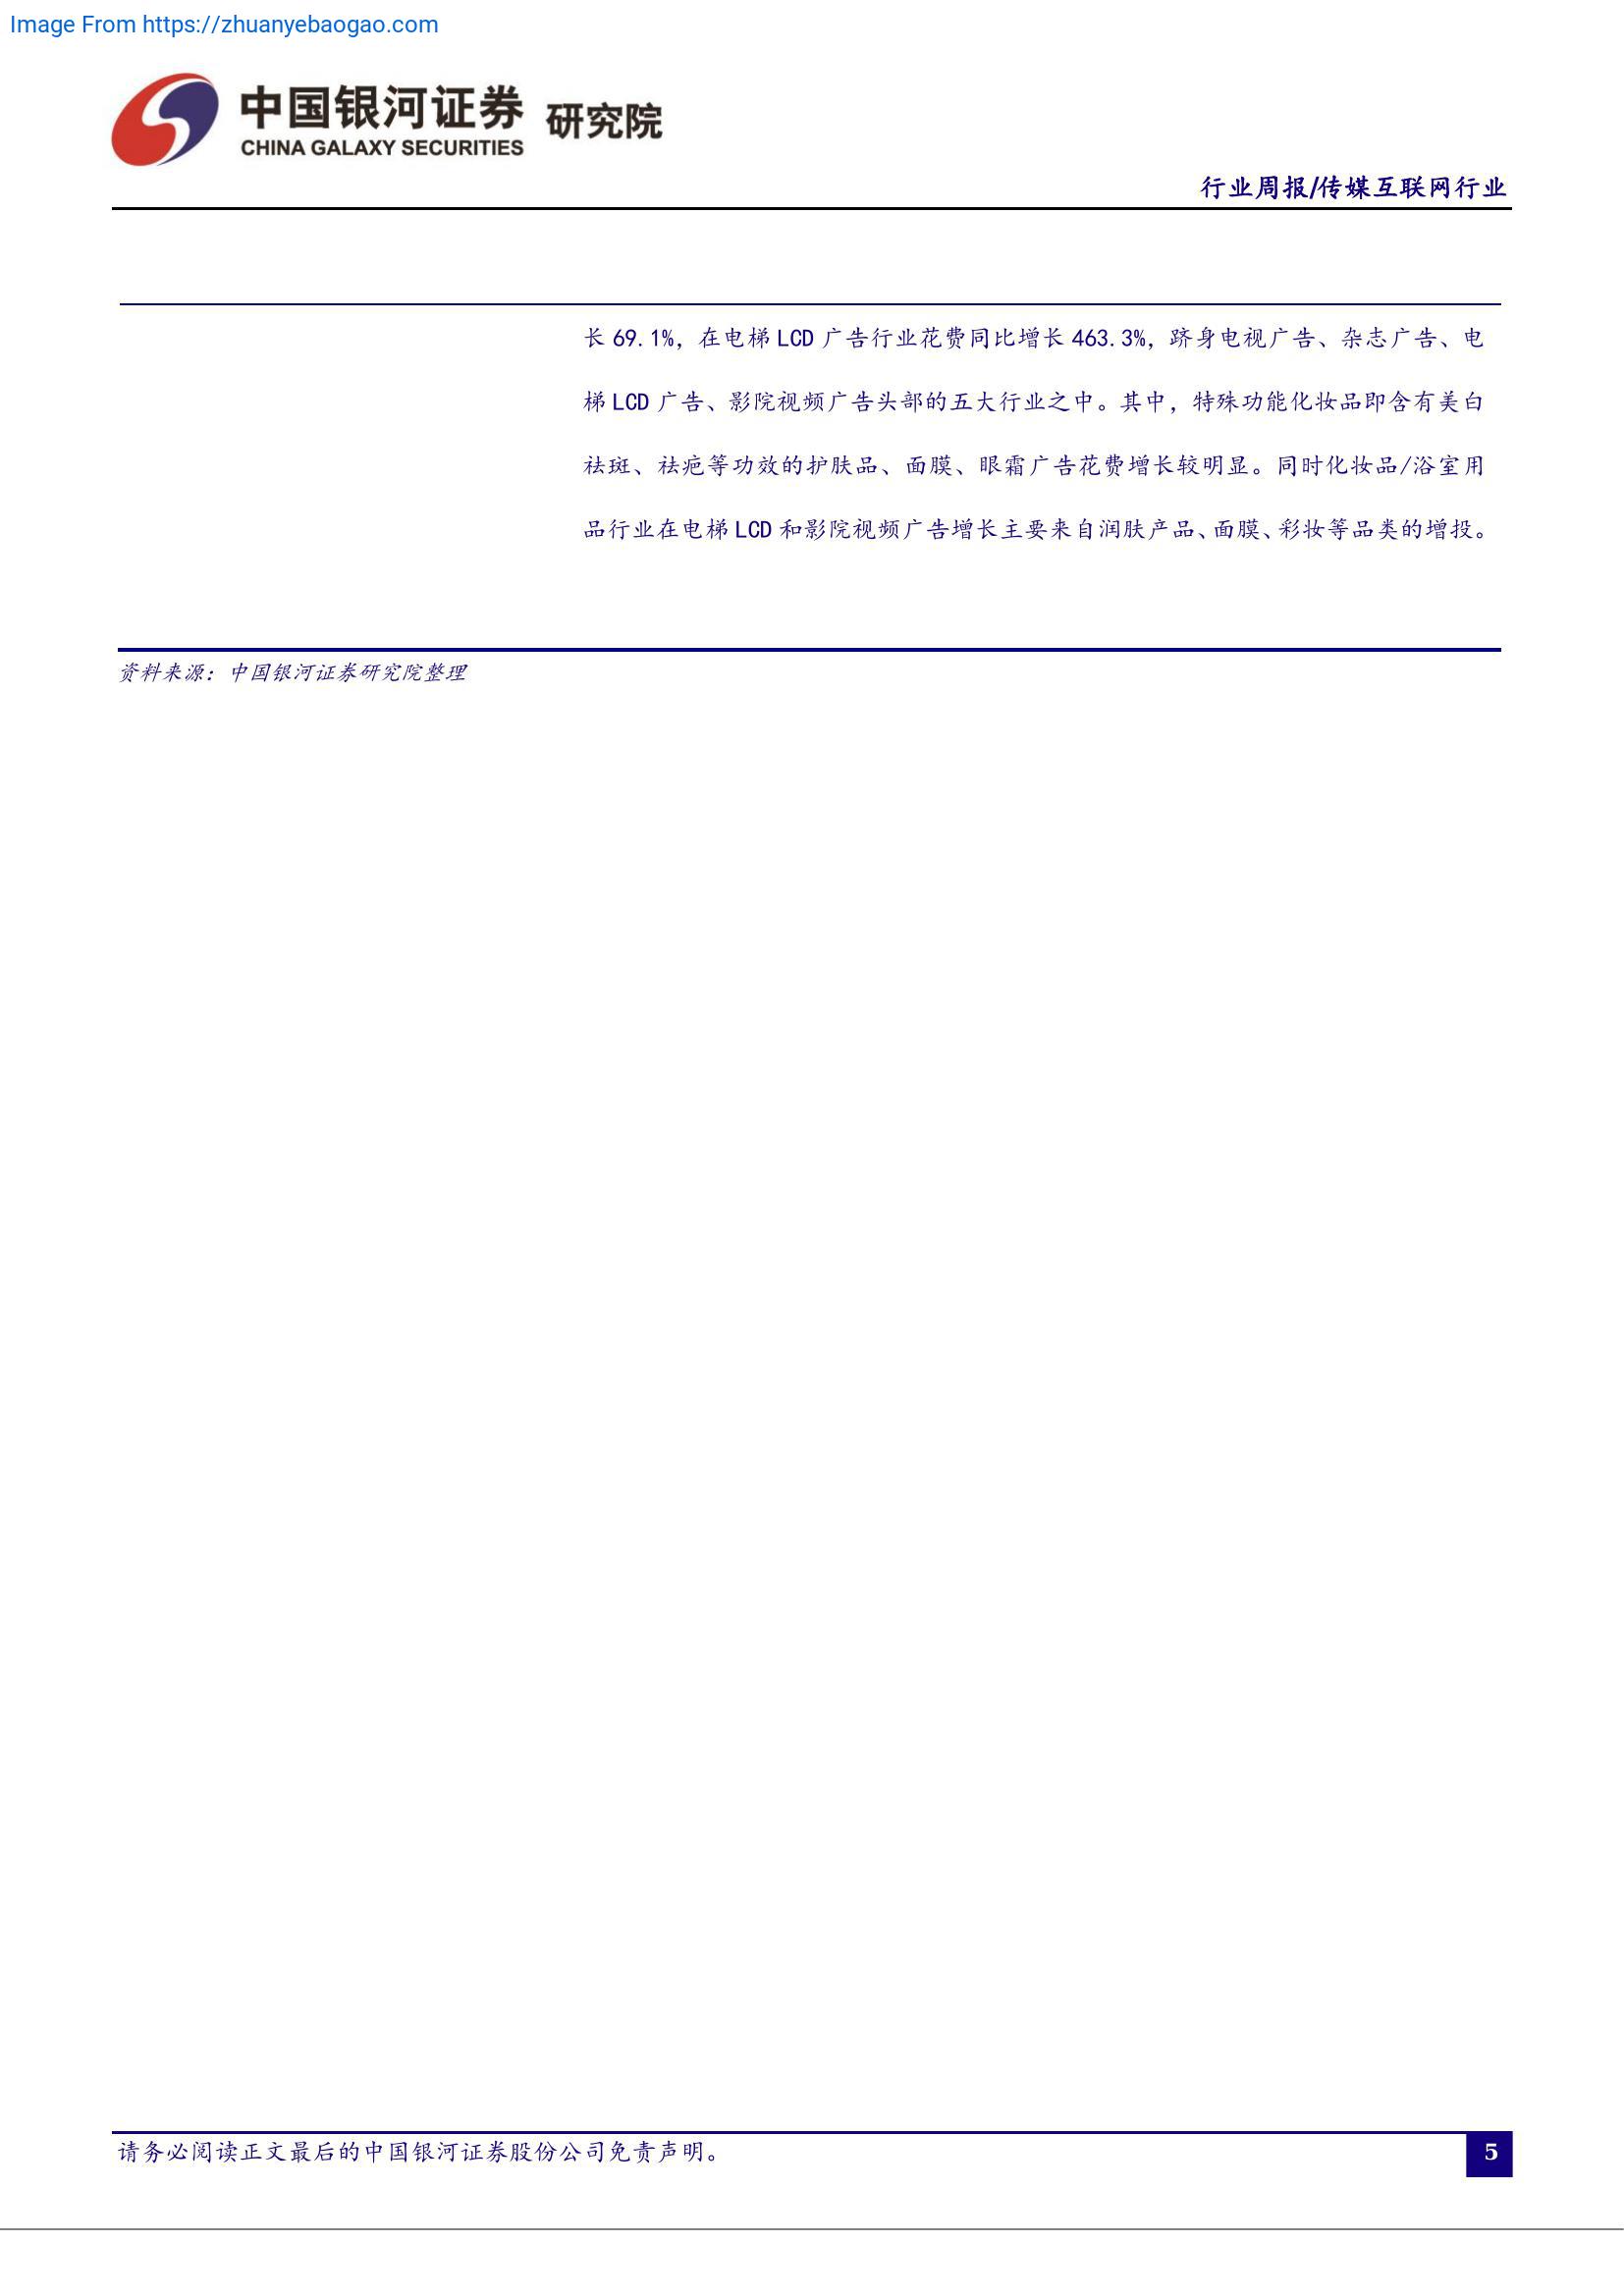 Image From https://zhuanyebaogao.com
中国银河证券 研究院
CHINA GALAXY SECURITIES
行业周报/传媒互联网行业
长 69.1%，在电梯 LCD 广告行业花费同比增长 463.3%，跻身电视广告、杂志广告、电
梯 LCD 广告、影院视频广告头部的五大行业之中。其中，特殊功能化妆品即含有美白
祛斑、祛疤等功效的护肤品、面膜、眼霜广告花费增长较明显。同时化妆品/浴室用
品行业在电梯 LCD 和影院视频广告增长主要来自润肤产品、面膜、彩妆等品类的增投。
资料来源：中国银河证券研究院整理
请务必阅读正文最后的中国银河证券股份公司免责声明。
5